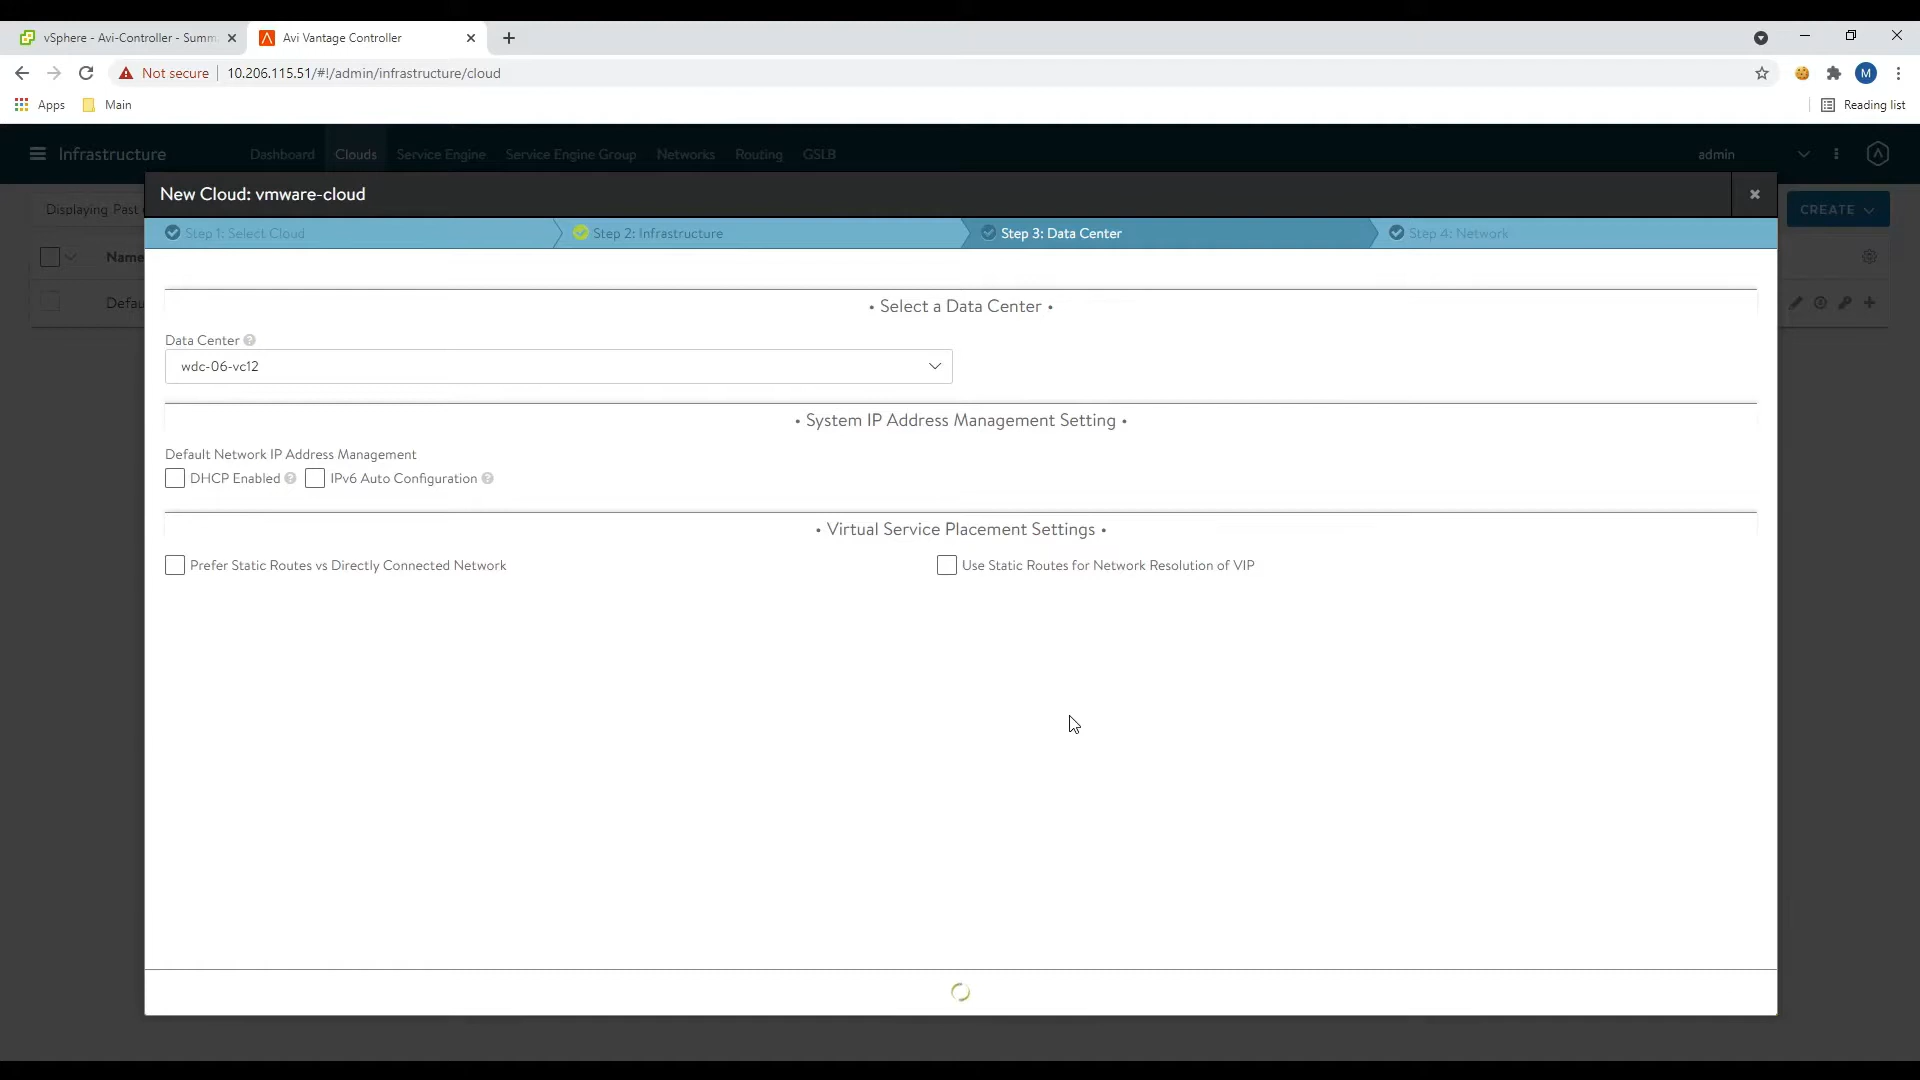 vSphere - Avi-Controller - Summ
Avi Vantage Controller
Not secure
10.206.115.51/#!/admin/infrastructure/cloud
M
Apps
Main
Reading list
Infrastructure
Dashboard
Clouds
Service Engine
Service Engine Group
Networks
Routing
GSLB
admin
New Cloud: vmware-cloud
Displaying Past
CREATE
Step 1: Select Cloud
Step 2: Infrastructure
Step 3: Data Center
Step 4: Network
Name
Defau
• Select a Data Center •
Data Center
wdc-06-vc12
• System IP Address Management Setting •
Default Network IP Address Management
DHCP Enabled
IPv6 Auto Configuration
• Virtual Service Placement Settings •
Prefer Static Routes vs Directly Connected Network
Use Static Routes for Network Resolution of VIP